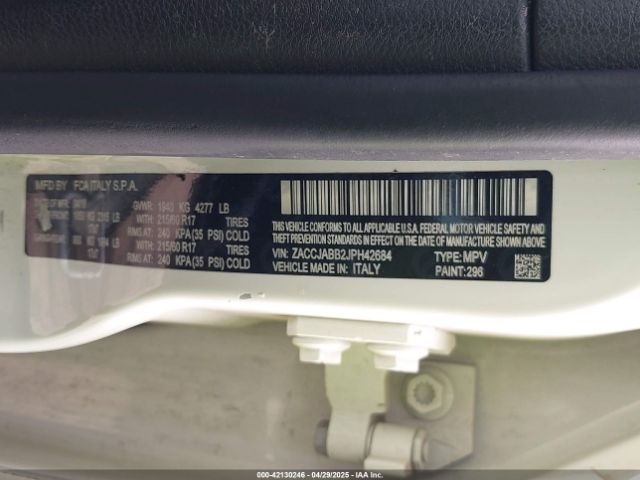 MFD BY FCA ITALY S.P.A.
GVWR: 1940 KG 4277 LB
WITH: 215/60 R17 TIRES
RIMS AT: 240 KPA(35 PSI) COLD
WITH: 215/60 R17 TIRES
RIMS AT: 240 KPA(35 PSI) COLD
THIS VEHICLE CONFORMS TO ALL APPLICABLE FEDERAL MOTOR VEHICLE SAFETY, BUMPER, AND THEFT PREVENTION STANDARDS IN EFFECT ON THE DATE OF MANUFACTURE SHOWN ABOVE.
VIN: ZACCJABB2JPH42684 TYPE: MPV
VEHICLE MADE IN: ITALY PAINT: 296
000-42130246 04/29/2025 - IAAI.COM